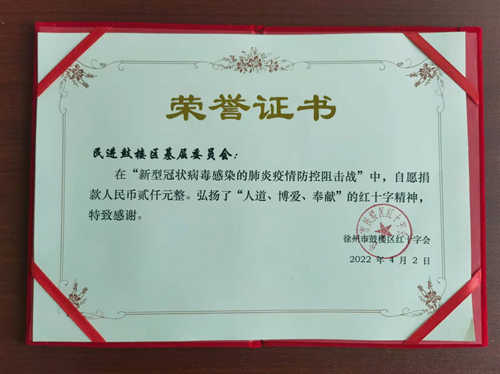 荣誉证书
民进鼓楼区基层委员会：
在“新型冠状病毒感染的肺炎疫情防控阻击战”中，自愿捐
款人民币贰仟元整。弘扬了“人道、博爱、奉献”的红十字精神，
特致感谢。
徐州市鼓楼区红十字会
2022 年 4 月 2 日